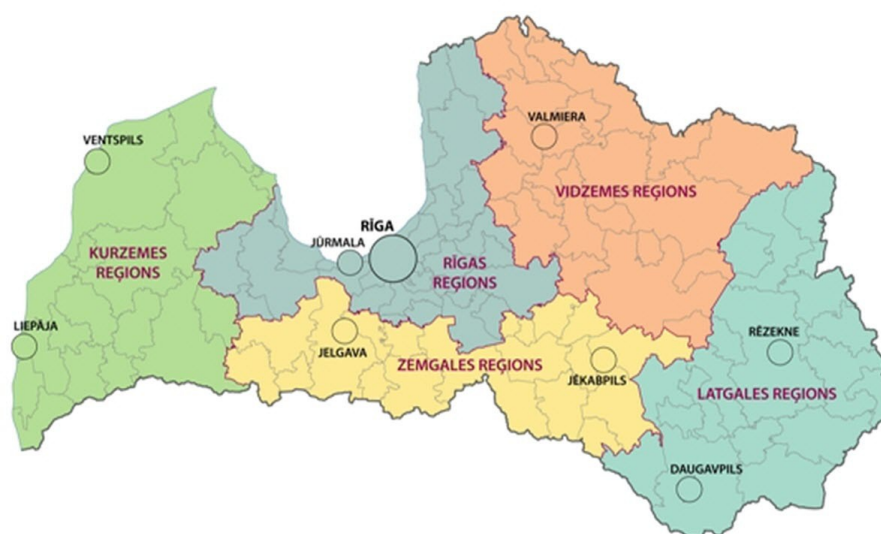 VALMIERA
VENTSPILS
VIDZEMES REĢIONS
RĪGA
JŪRMALA
KURZEMES
REĢIONS
RĪGAS
REĢIONS
LIEPĀJA
RĒZEKNE
JELGAVA
ZEMGALES REĢIONS
JĒKABPILS
LATGALES REĢIONS
DAUGAVPILS